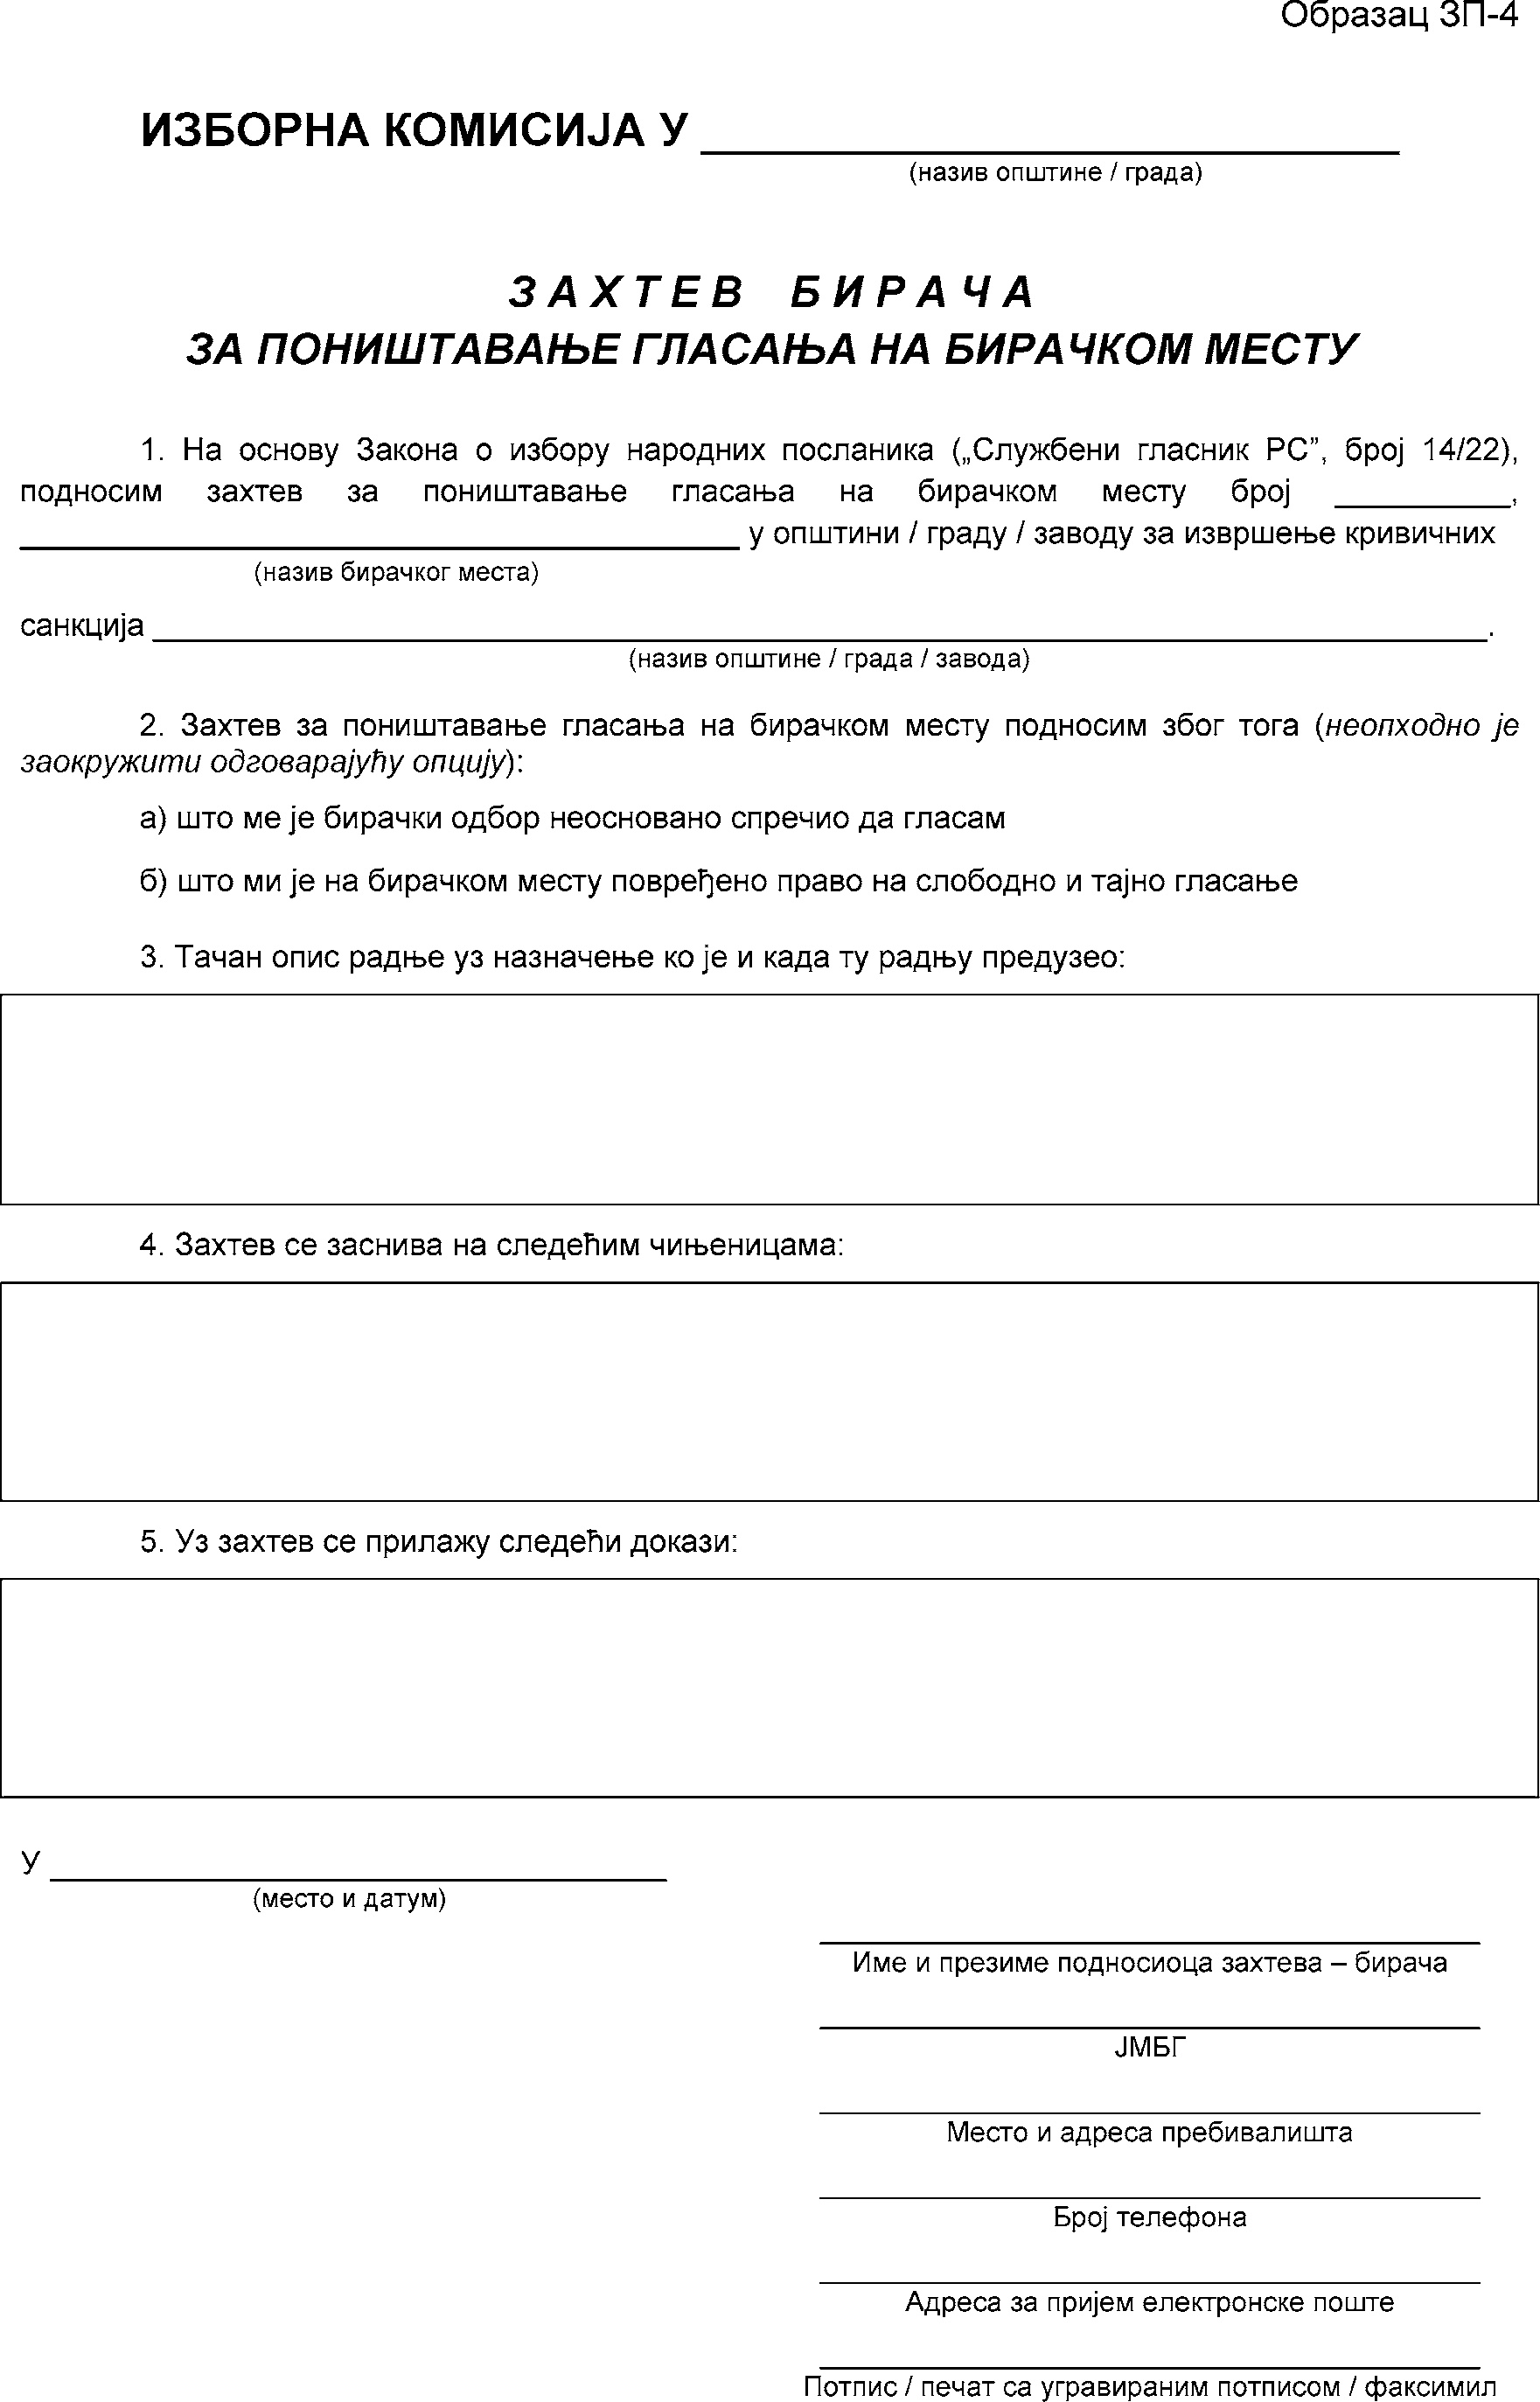 Образац ЗП-4
ИЗБОРНА КОМИСИЈА У
(назив општине / града)
ЗАХТЕВ БИРАЧА
ЗА ПОНИШТАВАЊЕ ГЛАСАЊА НА БИРАЧКОМ МЕСТУ
1. На основу Закона о избору народних посланика („Службени гласник РС”, број 14/22),
подносим захтев за поништавање гласања на бирачком месту број __________,
у општини / граду / заводу за извршење кривичних
(назив бирачког места)
санкција ______________________________.
(назив општине / града / завода)
2. Захтев за поништавање гласања на бирачком месту подносим због тога (неопходно је
заокружити одговарајућу опцију):
а) што ме је бирачки одбор неосновано спречио да гласам
б) што ми је на бирачком месту повређено право на слободно и тајно гласање
3. Тачан опис радње уз назначење ко је и када ту радњу предузео:
4. Захтев се заснива на следећим чињеницама:
5. Уз захтев се прилажу следећи докази:
У
(место и датум)
Име и презиме подносиоца захтева – бирача
ЈМБГ
Место и адреса пребивалишта
Број телефона
Адреса за пријем електронске поште
Потпис / печат са угравираним потписом / факсимил